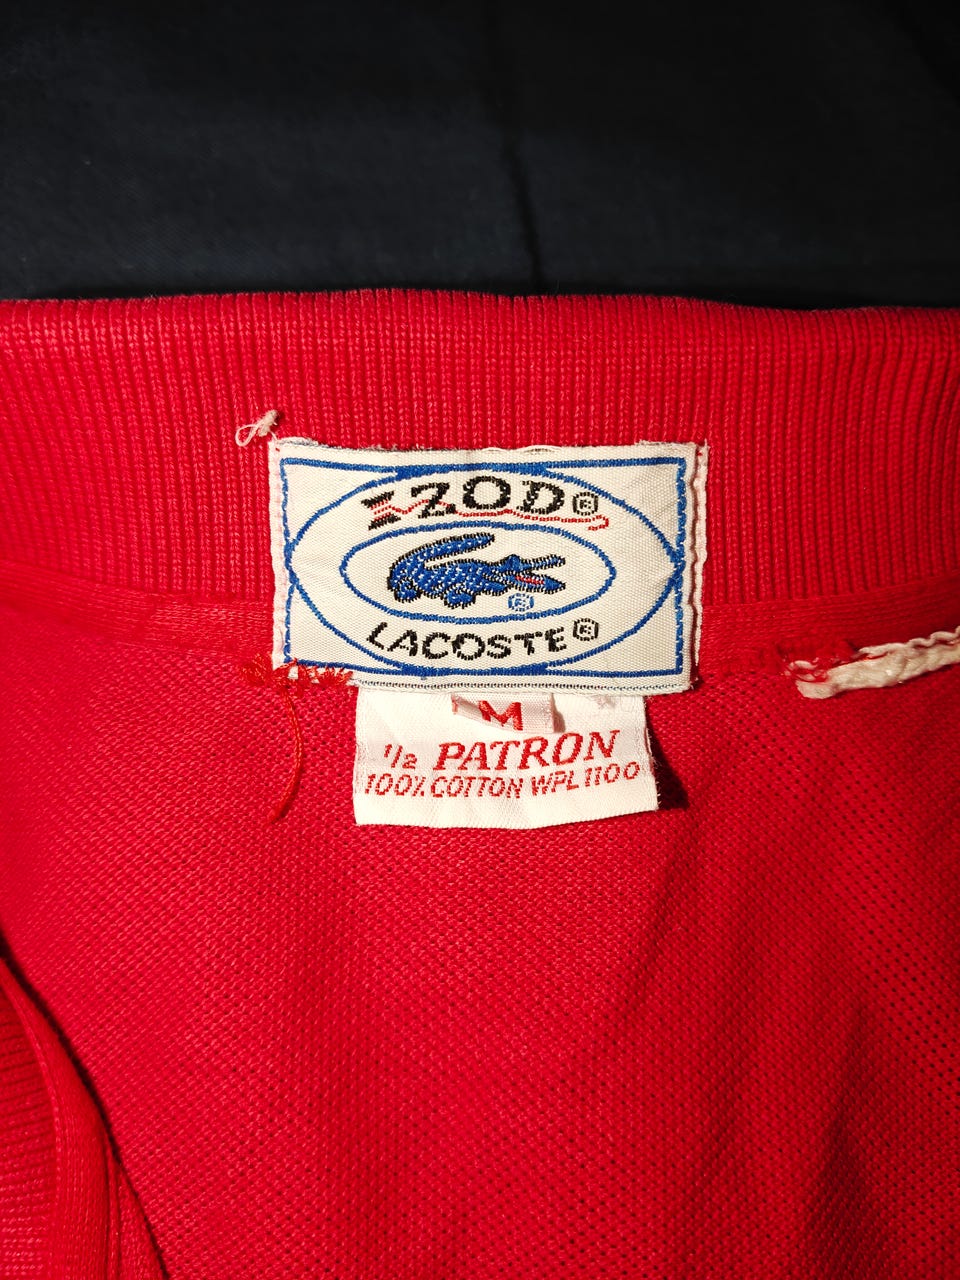 IZOD®
®
LACOSTE®
M
1/2 PATRON
100% COTTON WPL 1100